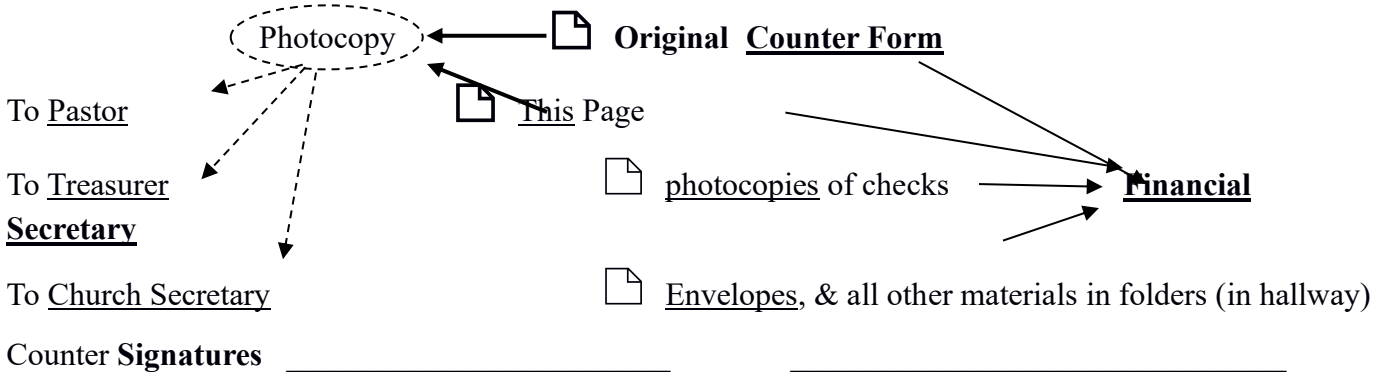 Photocopy Original Counter Form
To Pastor This Page
To Treasurer photocopies of checks Financial
Secretary
To Church Secretary Envelopes, & all other materials in folders (in hallway)
Counter Signatures